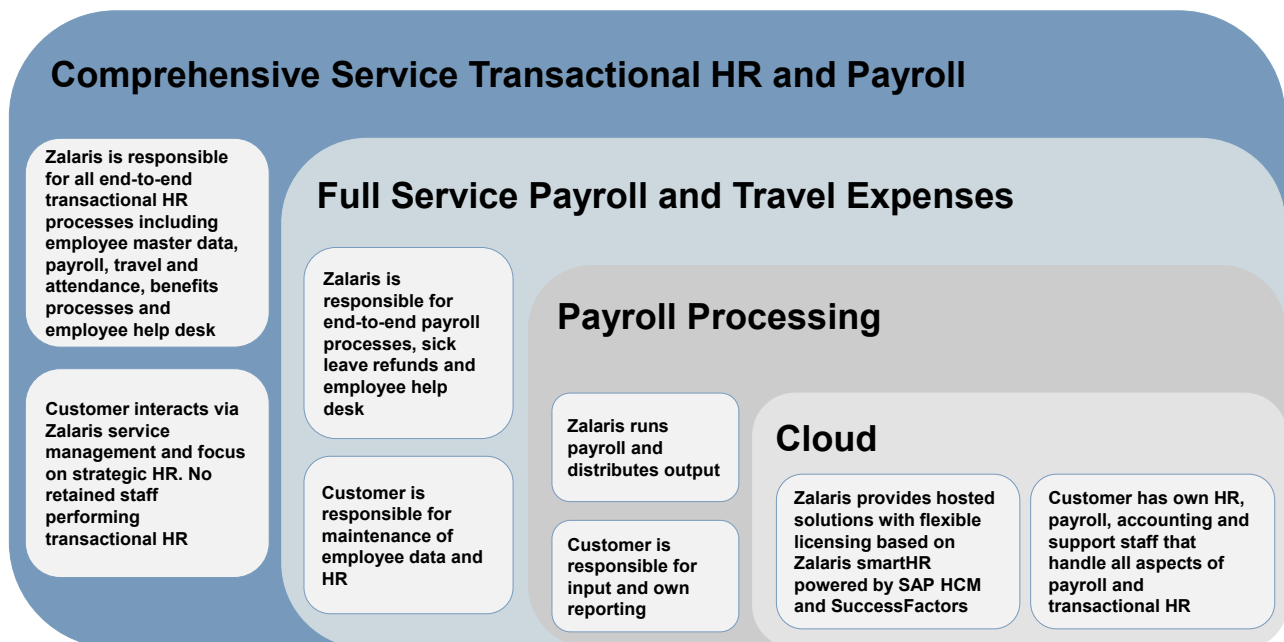 Comprehensive Service Transactional HR and Payroll
Zalaris is responsible
for all end-to-end
transactional HR
processes including
employee master data,
payroll, travel and
attendance, benefits
processes and
employee help desk
Customer interacts via
Zalaris service
management and focus
on strategic HR. No
retained staff
performing
transactional HR
Full Service Payroll and Travel Expenses
Zalaris is
responsible for
end-to-end payroll
processes, sick
leave refunds and
employee help
desk
Customer is
responsible for
maintenance of
employee data and
HR
Payroll Processing
Zalaris runs
payroll and
distributes output
Customer is
responsible for
input and own
reporting
Cloud
Zalaris provides hosted
solutions with flexible
licensing based on
Zalaris smartHR
powered by SAP HCM
and SuccessFactors
Customer has own HR,
payroll, accounting and
support staff that
handle all aspects of
payroll and
transactional HR